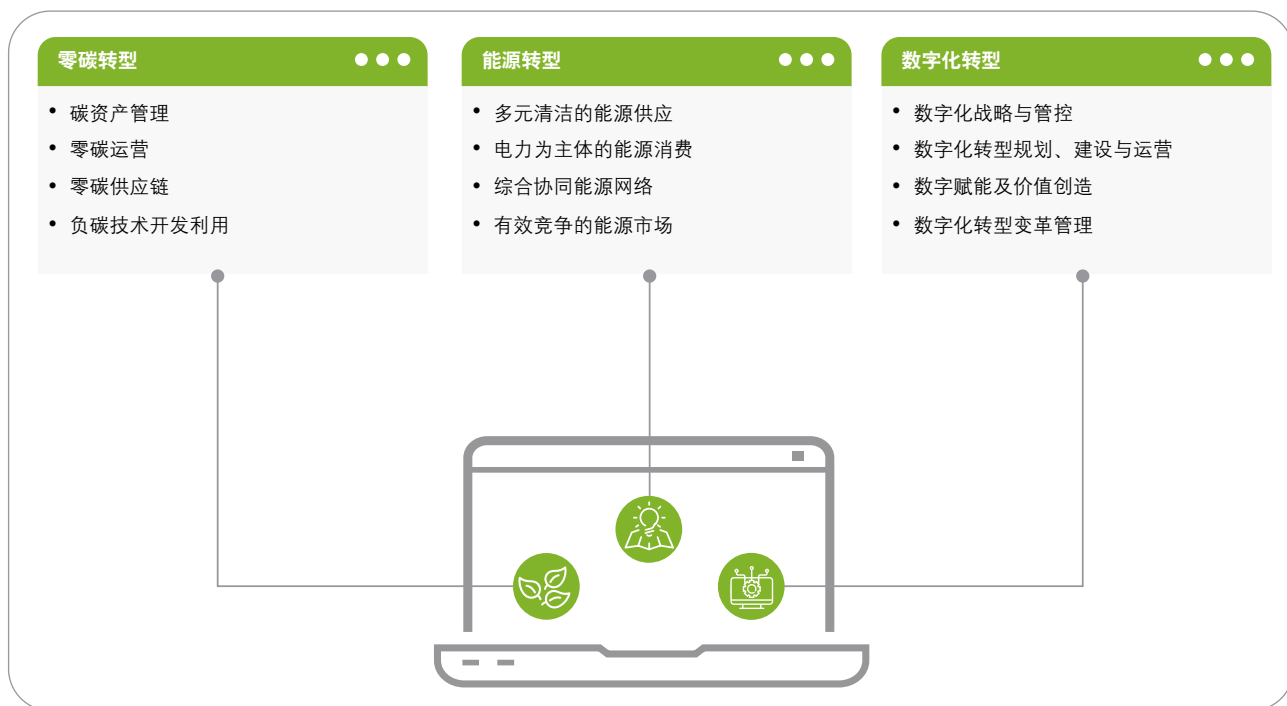 零碳转型
• 碳资产管理
• 零碳运营
• 零碳供应链
• 负碳技术开发利用
能源转型
• 多元清洁的能源供应
• 电力为主体的能源消费
• 综合协同能源网络
• 有效竞争的能源市场
数字化转型
• 数字化战略与管控
• 数字化转型规划、建设与运营
• 数字赋能及价值创造
• 数字化转型变革管理